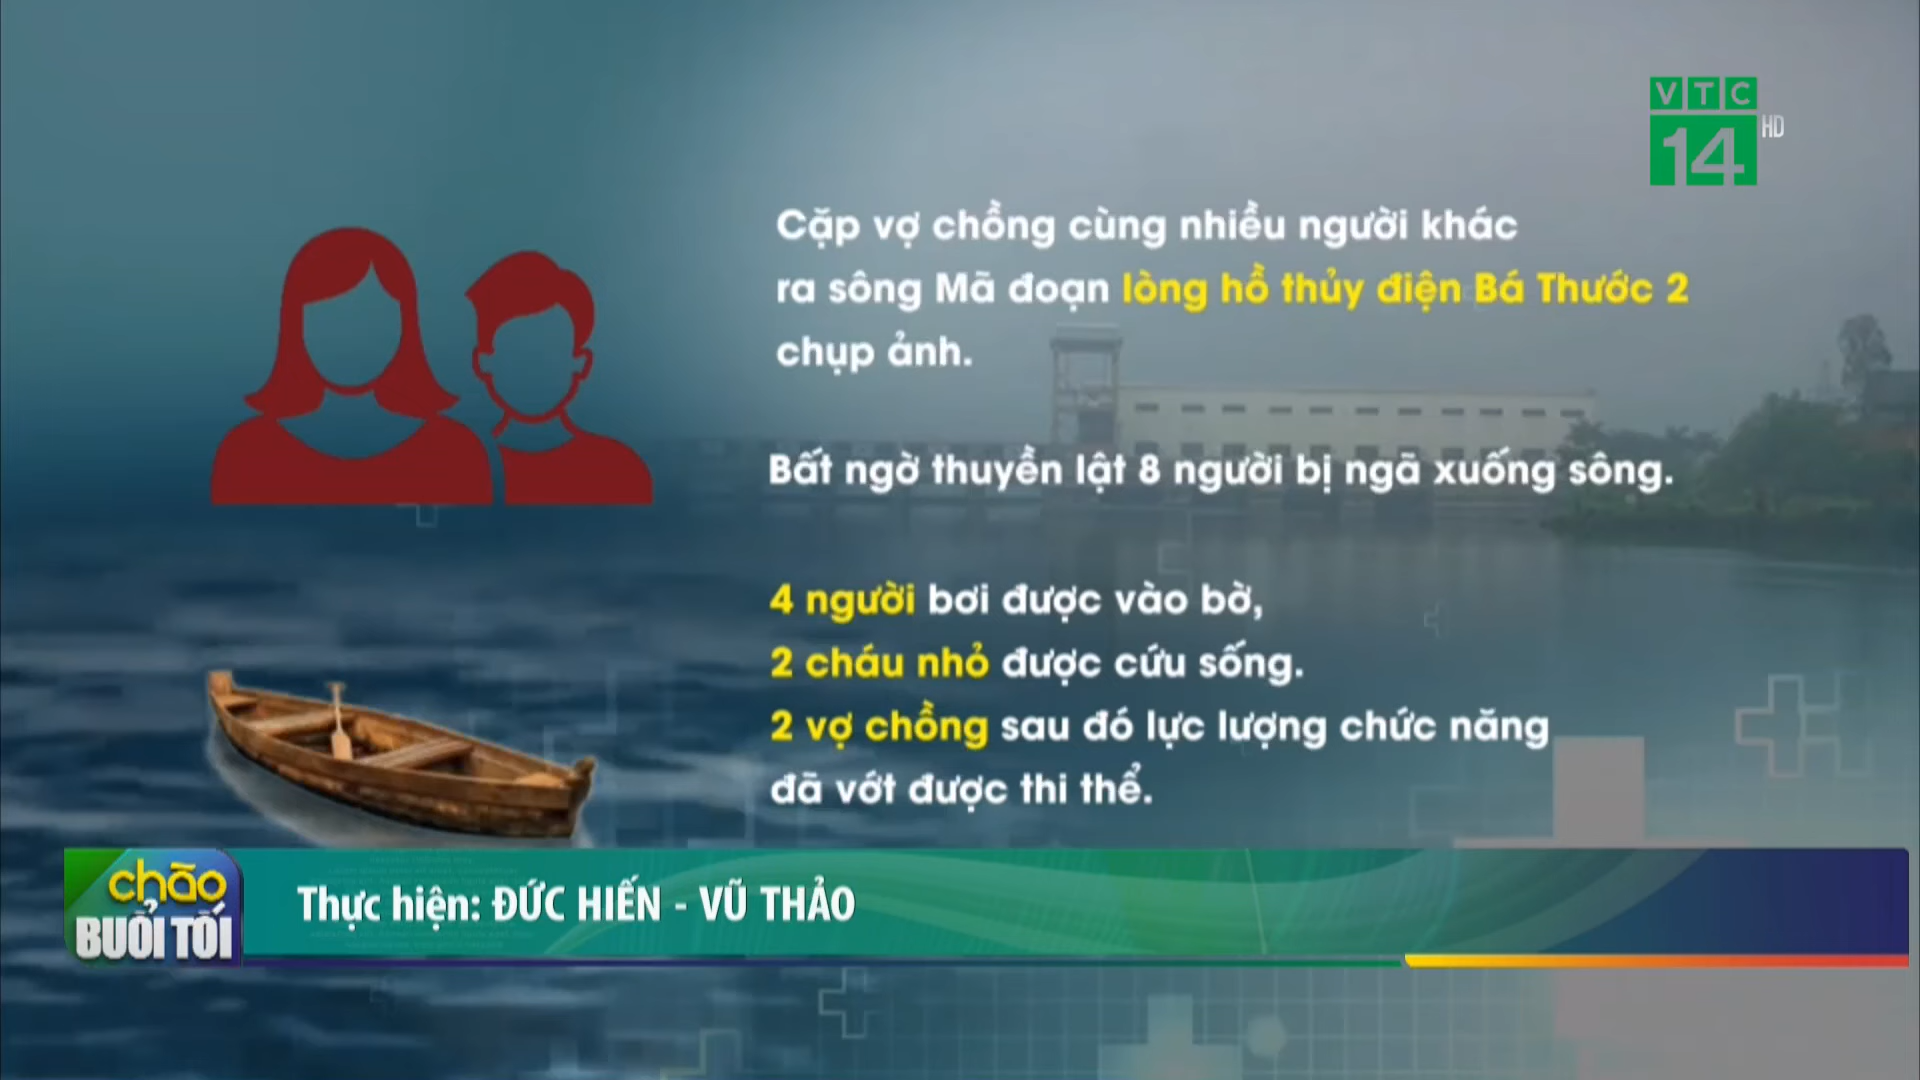 VTC
14 HD
Cặp vợ chồng cùng nhiều người khác
ra sông Mã đoạn lòng hồ thủy điện Bá Thước 2
chụp ảnh.
Bất ngờ thuyền lật 8 người bị ngã xuống sông.
4 người bơi được vào bờ,
2 cháu nhỏ được cứu sống.
2 vợ chồng sau đó lực lượng chức năng
đã vớt được thi thể.
chào
BUỔI TỐI
Thực hiện: ĐỨC HIẾN - VŨ THẢO